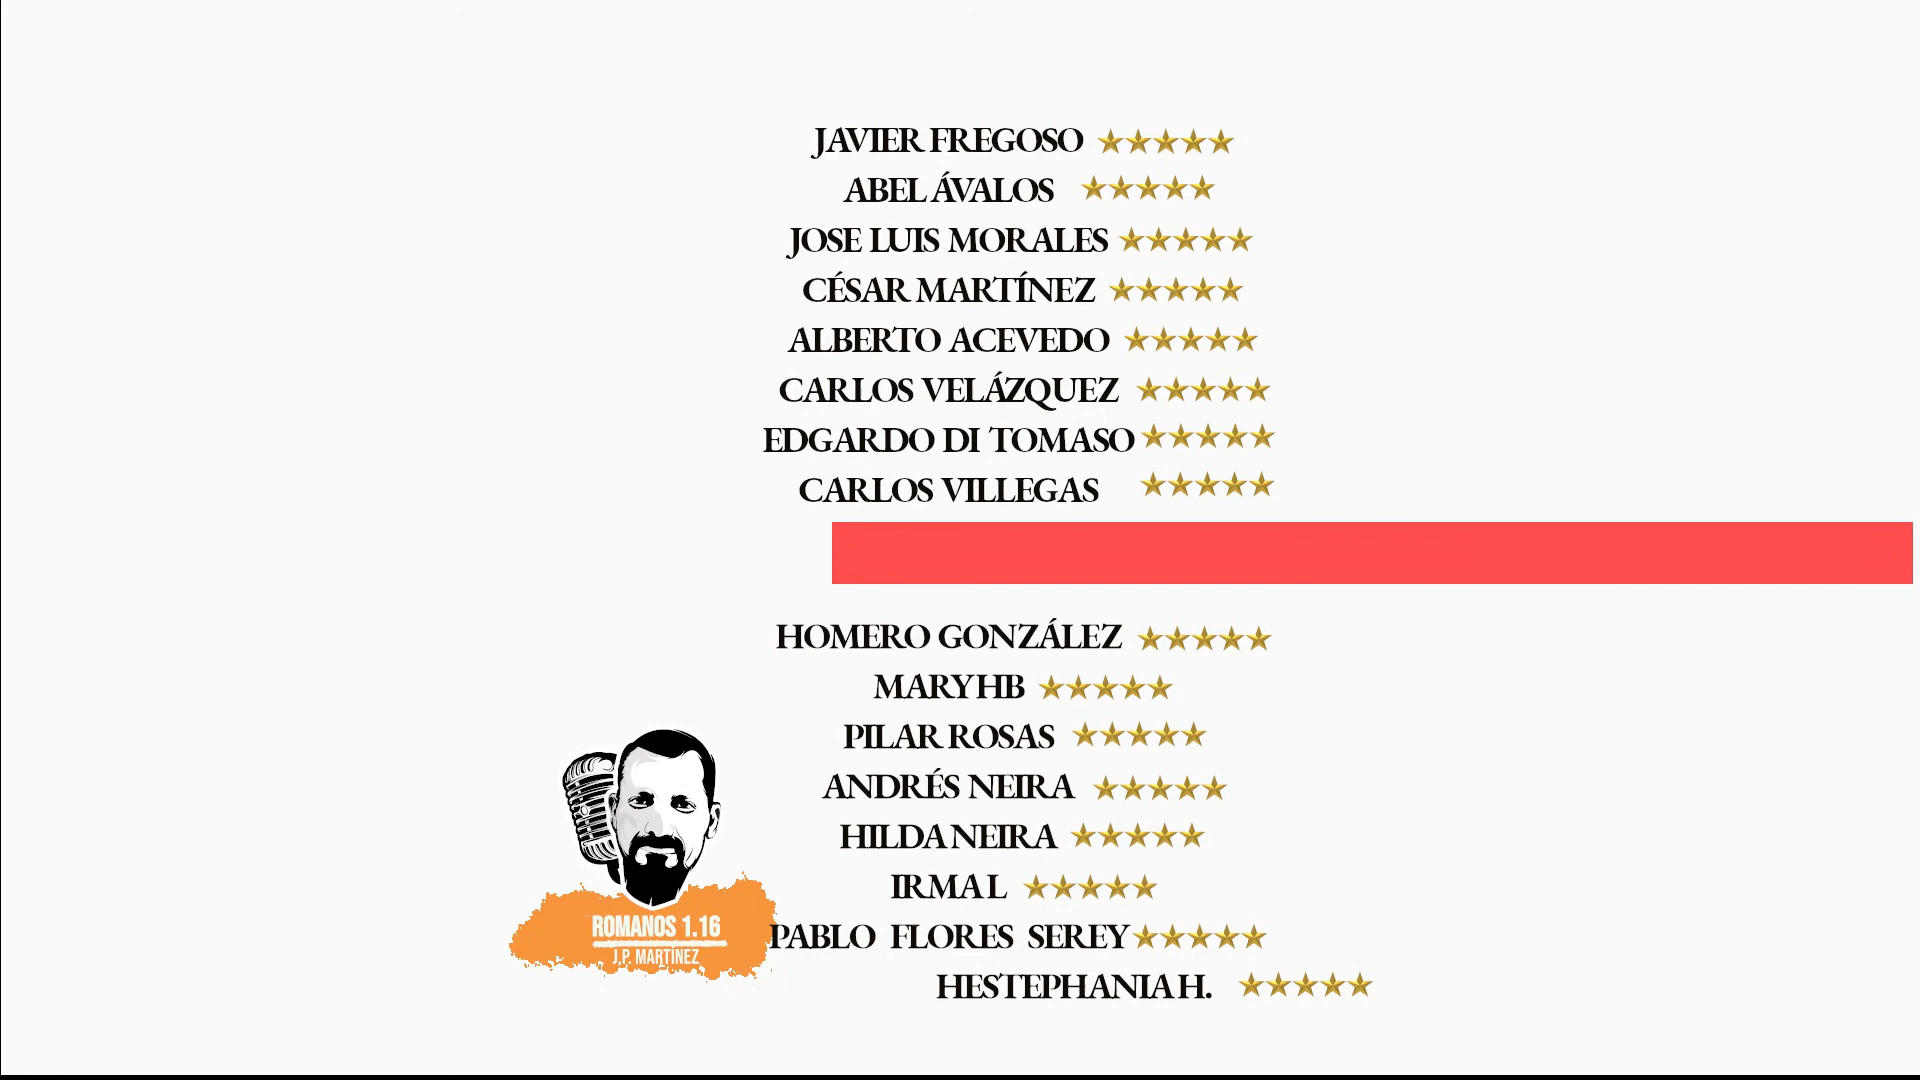 JAVIER FREGOSO
ABEL ÁVALOS
JOSE LUIS MORALES
CÉSAR MARTÍNEZ
ALBERTO ACEVEDO
CARLOS VELÁZQUEZ
EDGARDO DI TOMASO
CARLOS VILLEGAS
HOMERO GONZÁLEZ
MARY HB
PILAR ROSAS
ANDRÉS NEIRA
HILDA NEIRA
IRMA L
PABLO FLORES SEREY
HESTEPHANIA H.
ROMANOS 1.16
J.P. MARTÍNEZ